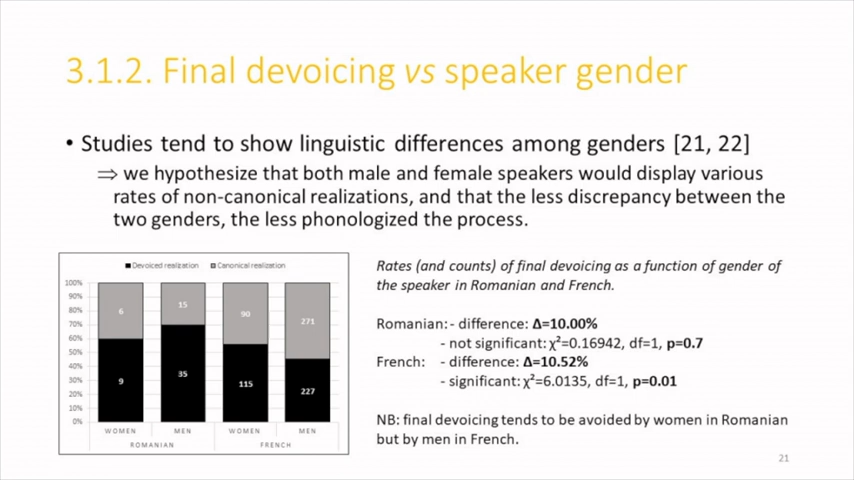 3.1.2. Final devoicing vs speaker gender
• Studies tend to show linguistic differences among genders [21, 22]
⇒ we hypothesize that both male and female speakers would display various
rates of non-canonical realizations, and that the less discrepancy between the
two genders, the less phonologized the process.
Devoiced realization Canonical realization
100%
90%
80%
70%
60%
50%
40%
30%
20%
10%
0%
6 15 90 271
9 35 115 227
WOMEN MEN WOMEN MEN
ROMANIAN FRENCH
Rates (and counts) of final devoicing as a function of gender of
the speaker in Romanian and French.
Romanian: - difference: Δ=10.00%
- not significant: χ²=0.16942, df=1, p=0.7
French: - difference: Δ=10.52%
- significant: χ²=6.0135, df=1, p=0.01
NB: final devoicing tends to be avoided by women in Romanian
but by men in French.
21